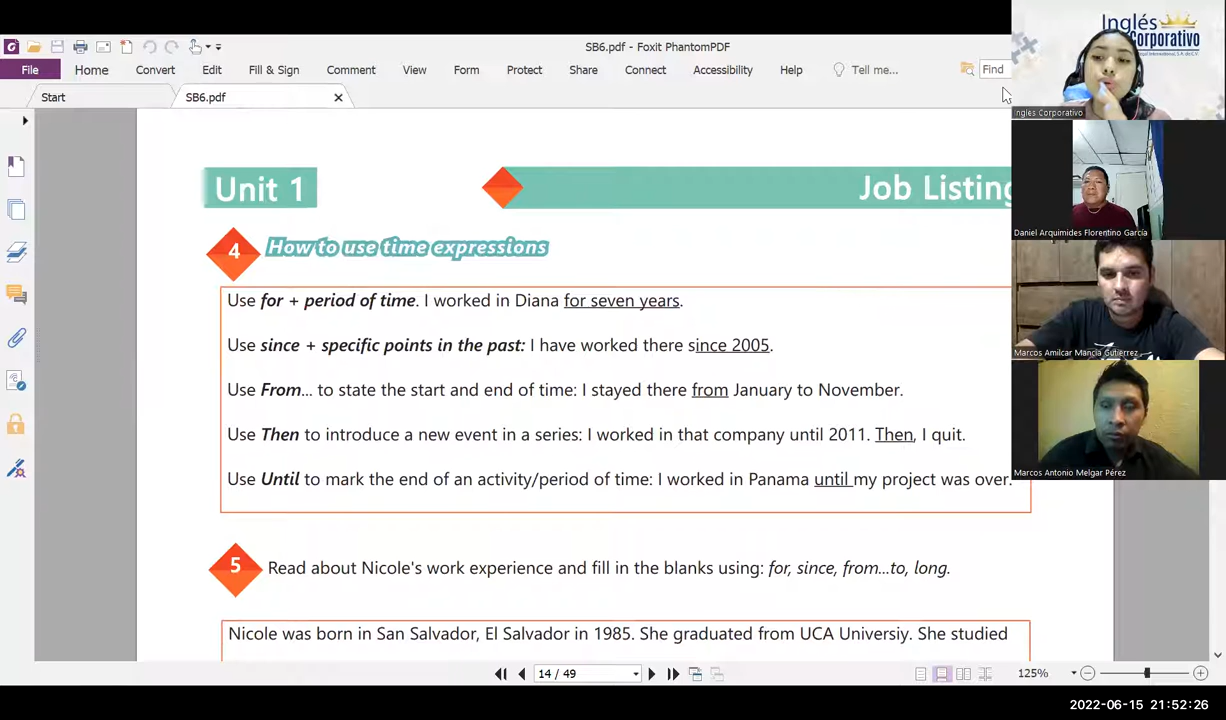 SB6.pdf - Foxit PhantomPDF
File Home Convert Edit Fill & Sign Comment View Form Protect Share Connect Accessibility Help Tell me... Find
Start SB6.pdf
Inglés
Corporativo
Ingles Corporativo
Daniel Arquimides Florentino García
Marcos Amilcar Mancia Gutierrez
Marcos Antonio Melgar Pérez
Unit 1 Job Listing
4 How to use time expressions
Use for + period of time. I worked in Diana for seven years.
Use since + specific points in the past: I have worked there since 2005.
Use From... to state the start and end of time: I stayed there from January to November.
Use Then to introduce a new event in a series: I worked in that company until 2011. Then, I quit.
Use Until to mark the end of an activity/period of time: I worked in Panama until my project was over.
5 Read about Nicole's work experience and fill in the blanks using: for, since, from...to, long.
Nicole was born in San Salvador, El Salvador in 1985. She graduated from UCA Universiy. She studied
14 / 49
125%
2022-06-15 21:52:26